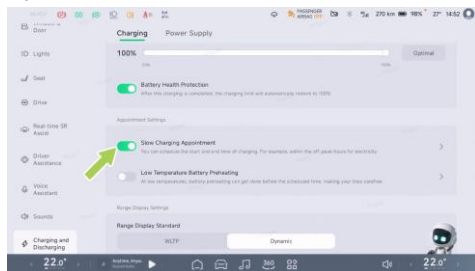 PASSENGER
AIRBAG OFF
270 km
98%
27°
14:52
Door
Charging
Power Supply
Lights
100%
Optimal
Seat
Battery Health Protection
After this charging is completed, the charging limit will automatically restore to 100%
Drive
Appointment Settings
Real-time SR
Assist
Slow Charging Appointment
You can schedule the start and end time of charging. For example, within the off-peak hours for electricity.
Driver
Assistance
Low Temperature Battery Preheating
At low temperatures, battery preheating can get done before the scheduled time, making your trips carefree.
Voice
Assistant
Range Display Settings
Sounds
Range Display Standard
Charging and
Discharging
WLTP
Dynamic
22.0°
360
22.0°